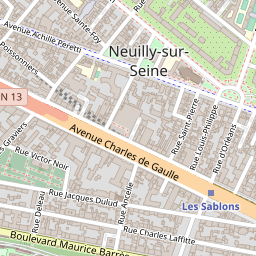 Avenue Sainte-Foy
Avenue Achille Peretti
Poissonniers
Neuilly-sur-
Seine
N 13
Graviers
Avenue Charles de Gaulle
Rue Saint-Pierre
Rue Louis-Philippe
Rue d'Orléans
Rue Victor Noir
Rue Jacques Dulud
Rue Ancelle
Les Sablons
Rue Deleau
Rue Charles Laffitte
Boulevard Maurice Barrès